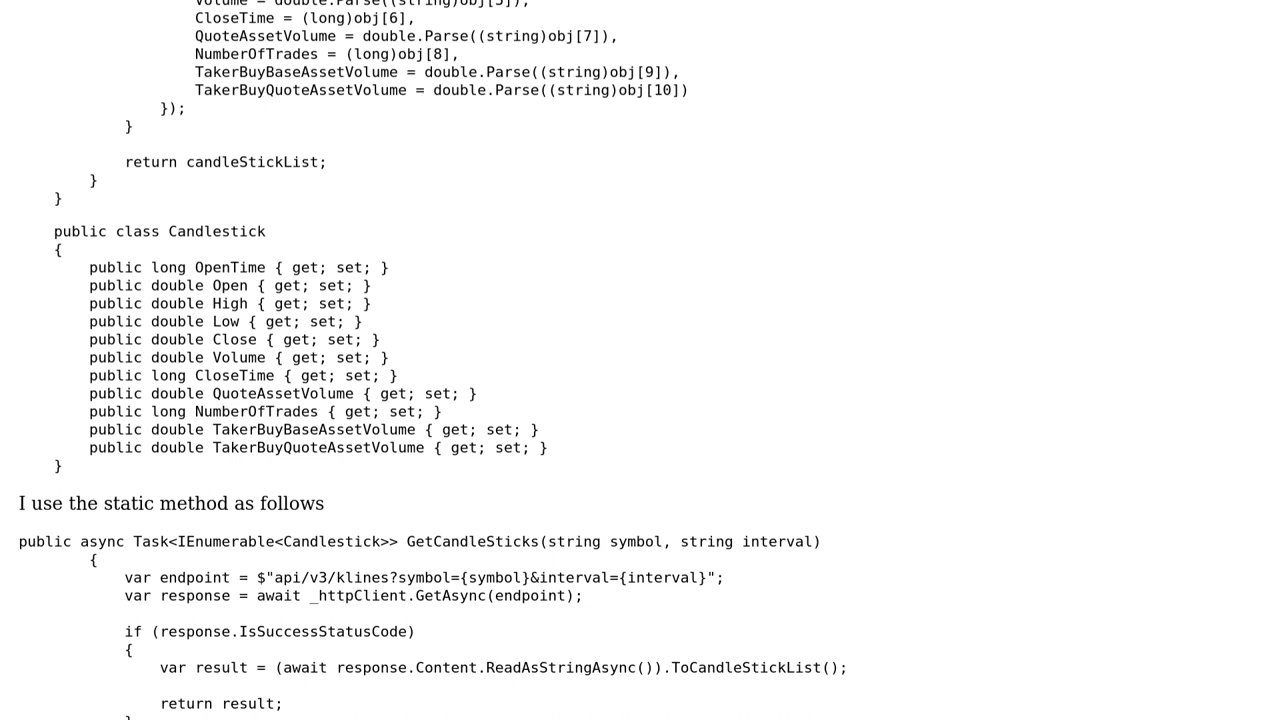 Volume = double.Parse((string)obj[5]),
CloseTime = (long)obj[6],
QuoteAssetVolume = double.Parse((string)obj[7]),
NumberOfTrades = (long)obj[8],
TakerBuyBaseAssetVolume = double.Parse((string)obj[9]),
TakerBuyQuoteAssetVolume = double.Parse((string)obj[10])
});
}
return candleStickList;
}
}
public class Candlestick
{
public long OpenTime { get; set; }
public double Open { get; set; }
public double High { get; set; }
public double Low { get; set; }
public double Close { get; set; }
public double Volume { get; set; }
public long CloseTime { get; set; }
public double QuoteAssetVolume { get; set; }
public long NumberOfTrades { get; set; }
public double TakerBuyBaseAssetVolume { get; set; }
public double TakerBuyQuoteAssetVolume { get; set; }
}
I use the static method as follows
public async Task<IEnumerable<Candlestick>> GetCandleSticks(string symbol, string interval)
{
var endpoint = $"api/v3/klines?symbol={symbol}&interval={interval}";
var response = await _httpClient.GetAsync(endpoint);
if (response.IsSuccessStatusCode)
{
var result = (await response.Content.ReadAsStringAsync()).ToCandleStickList();
return result;
}